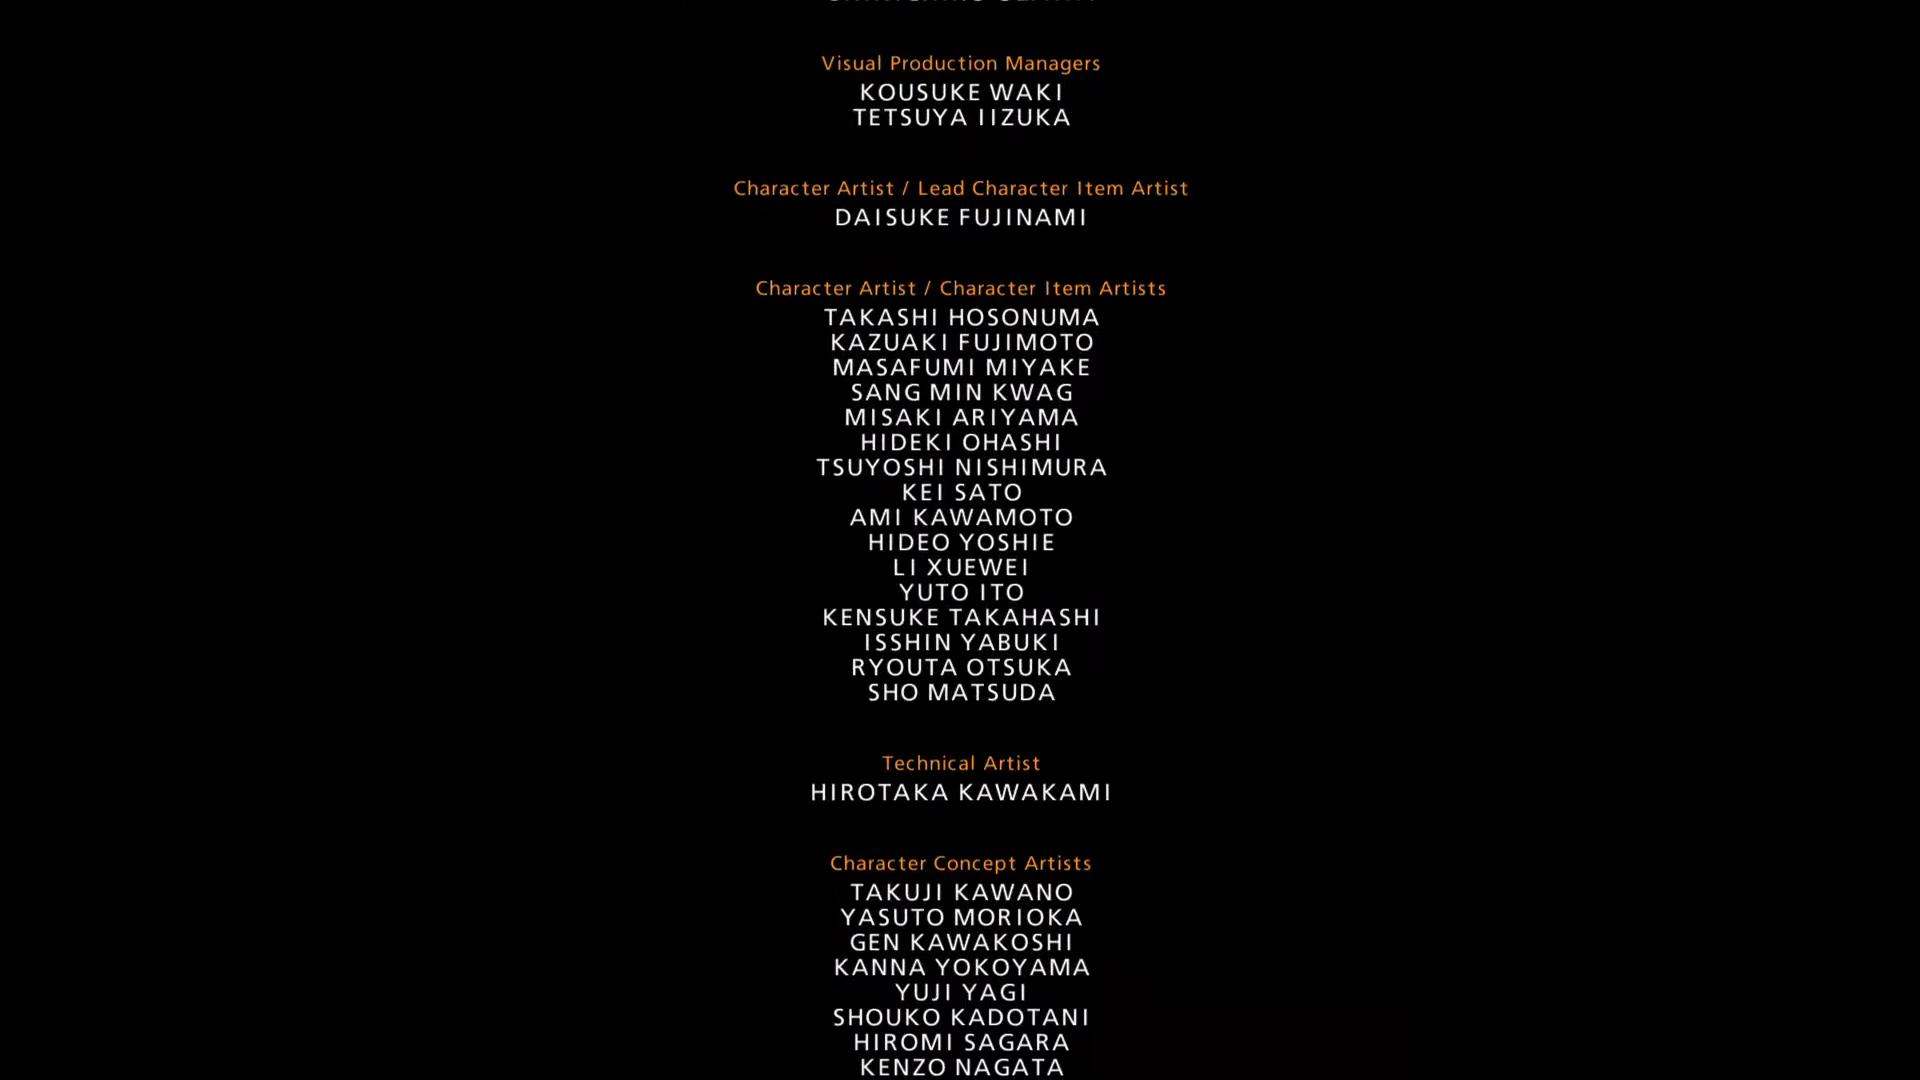 Visual Production Managers
KOUSUKE WAKI
TETSUYA IIZUKA
Character Artist / Lead Character Item Artist
DAISUKE FUJINAMI
Character Artist / Character Item Artists
TAKASHI HOSONUMA
KAZUAKI FUJIMOTO
MASAFUMI MIYAKE
SANG MIN KWAG
MISAKI ARIYAMA
HIDEKI OHASHI
TSUYOSHI NISHIMURA
KEI SATO
AMI KAWAMOTO
HIDEO YOSHIE
LI XUEWEI
YUTO ITO
KENSUKE TAKAHASHI
ISSHIN YABUKI
RYOUTA OTSUKA
SHO MATSUDA
Technical Artist
HIROTAKA KAWAKAMI
Character Concept Artists
TAKUJI KAWANO
YASUTO MORIOKA
GEN KAWAKOSHI
KANNA YOKOYAMA
YUJI YAGI
SHOUKO KADOTANI
HIROMI SAGARA
KENZO NAGATA